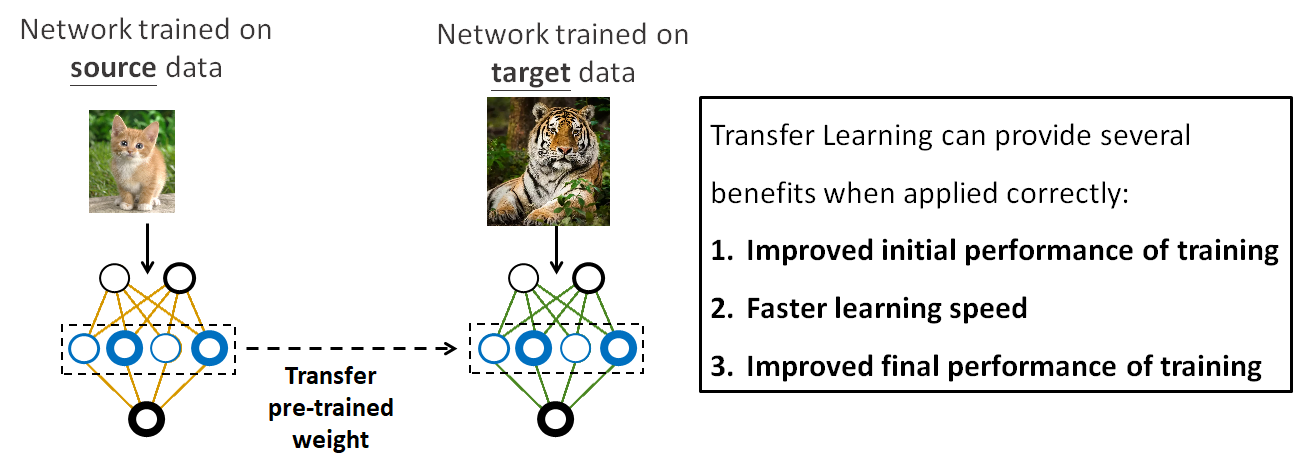 Network trained on
source data
Network trained on
target data
Transfer
pre-trained
weight
Transfer Learning can provide several
benefits when applied correctly:
1. Improved initial performance of training
2. Faster learning speed
3. Improved final performance of training